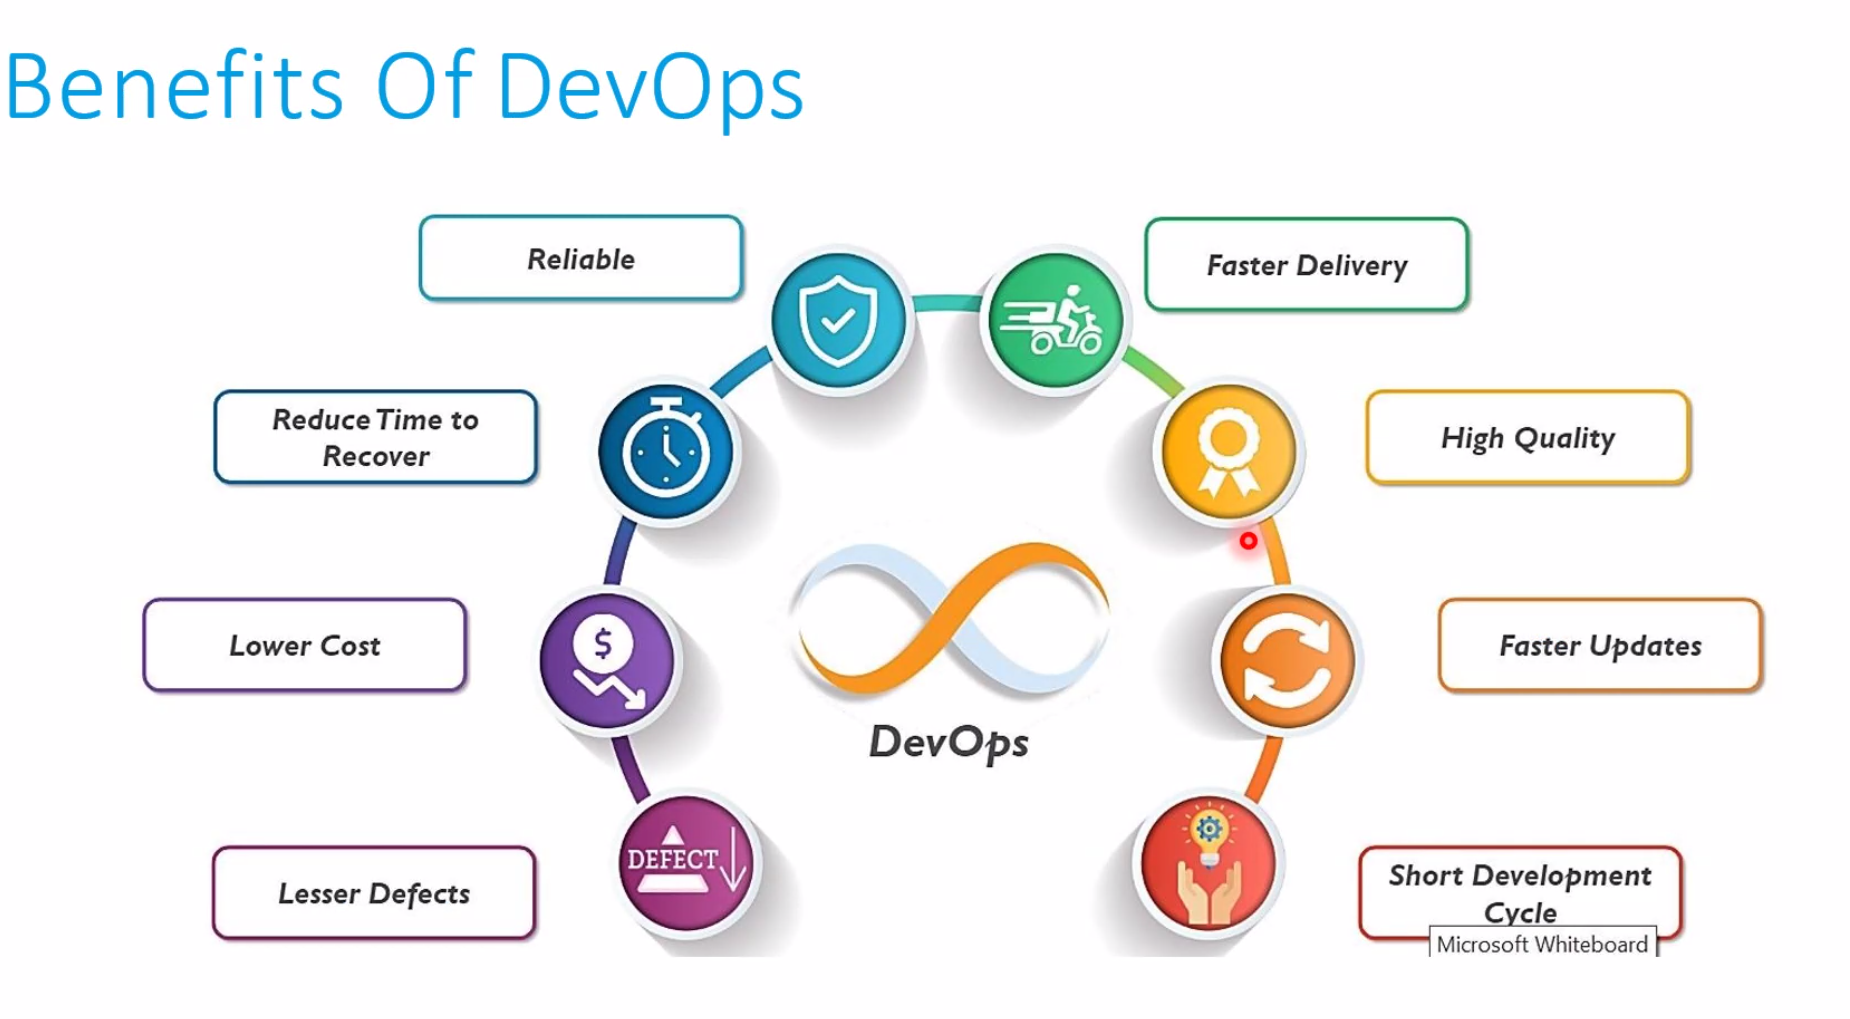 Benefits Of DevOps
Reliable
Faster Delivery
Reduce Time to
Recover
High Quality
Lower Cost
$
Faster Updates
DevOps
DEFECT
Lesser Defects
Short Development
Cycle
Microsoft Whiteboard